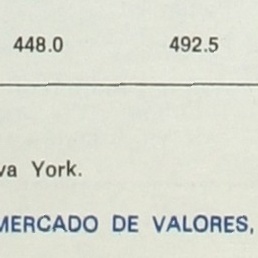 448.0 492.5
va York.
MERCADO DE VALORES,